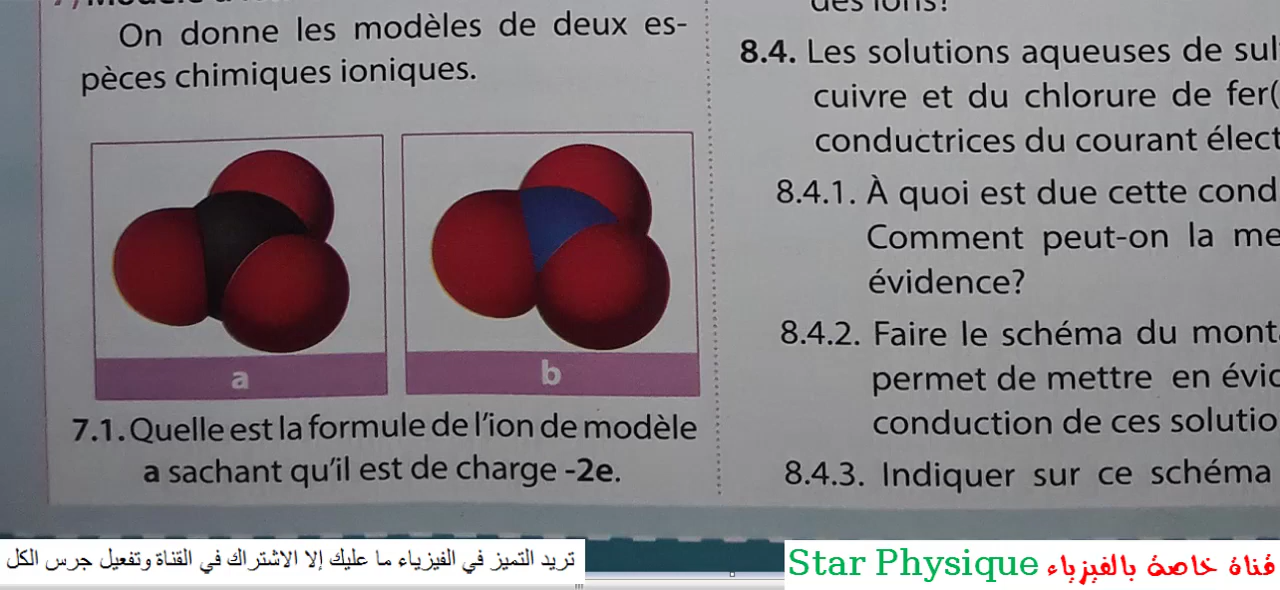 On donne les modèles de deux es-
pèces chimiques ioniques.
a
b
7.1. Quelle est la formule de l'ion de modèle
a sachant qu'il est de charge -2e.
des ions!
8.4. Les solutions aqueuses de sul
cuivre et du chlorure de fer(
conductrices du courant élect
8.4.1. À quoi est due cette cond
Comment peut-on la me
évidence?
8.4.2. Faire le schéma du mont
permet de mettre en évid
conduction de ces solutio
8.4.3. Indiquer sur ce schéma
تريد التميز في الفيزياء ما عليك إلا الاشتراك في القناة وتفعيل جرس الكل
Star Physique قناة خاصة بالفيزياء